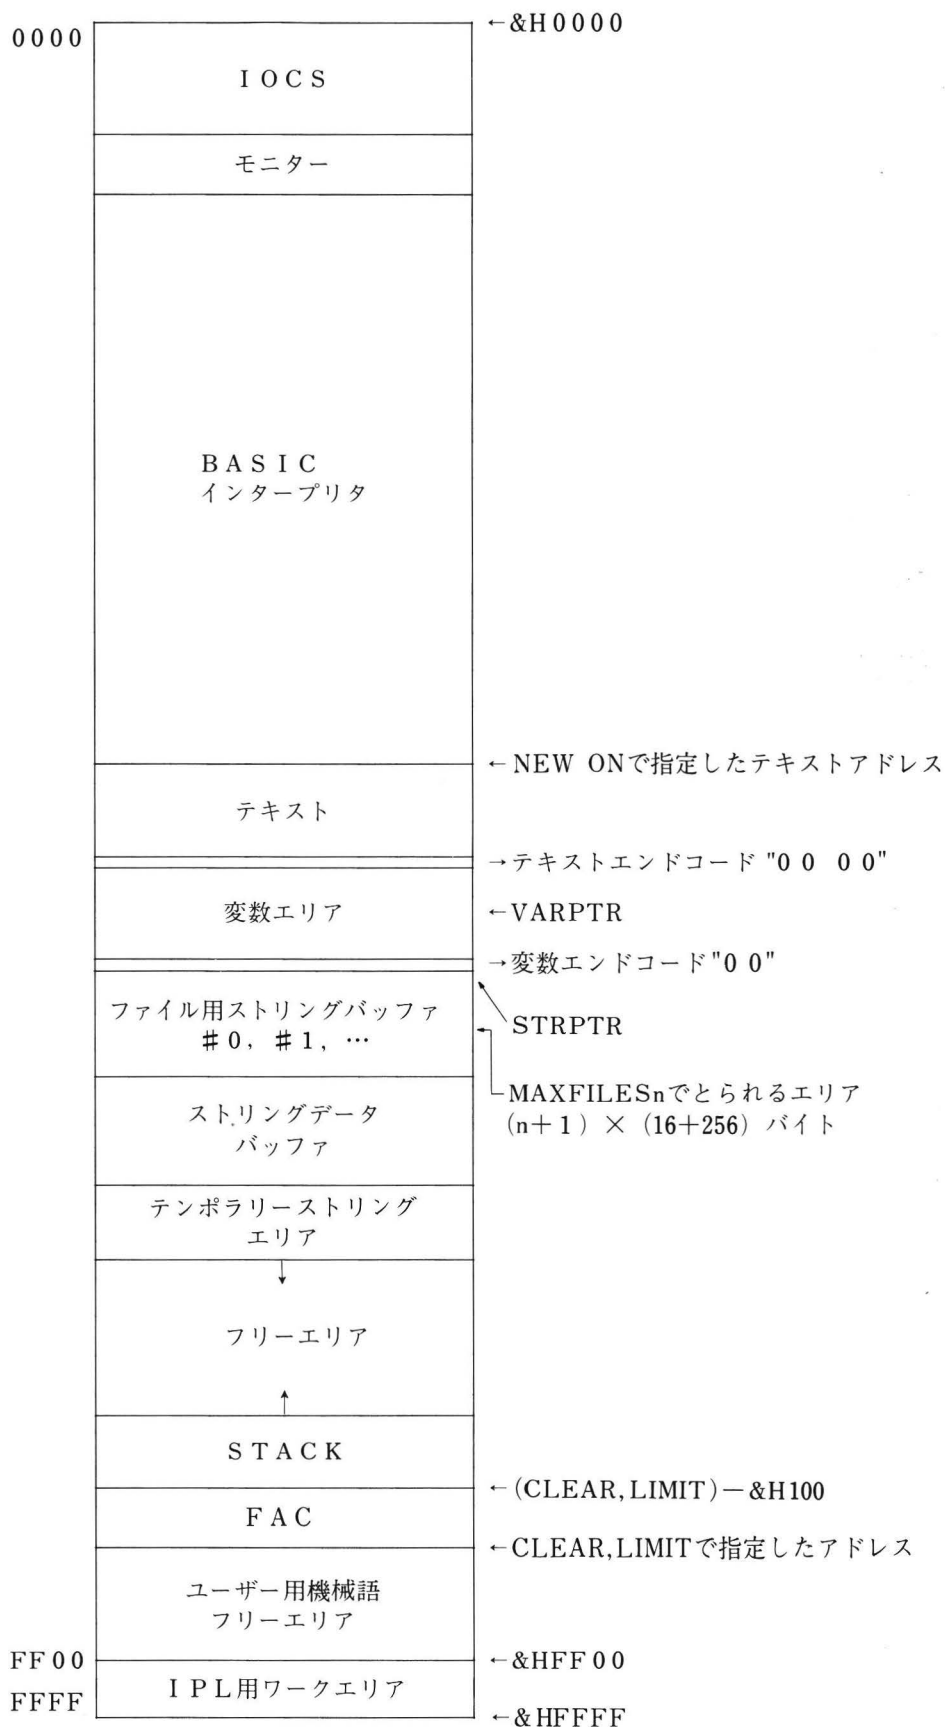 0000
←&H0000
IOCS
モニター
BASIC
インタープリタ
←NEW ONで指定したテキストアドレス
テキスト
→テキストエンドコード "00 00"
変数エリア
←VARPTR
→変数エンドコード"00"
ファイル用ストリングバッファ
#0, #1, …
STRPTR
MAXFILESnでとられるエリア
(n+1)×(16+256)バイト
ストリングデータ
バッファ
テンポラリーストリング
エリア
フリーエリア
STACK
←(CLEAR,LIMIT)-&H100
FAC
←CLEAR,LIMITで指定したアドレス
ユーザー用機械語
フリーエリア
FF00
←&HFF00
IPL用ワークエリア
FFFF
←&HFFFF